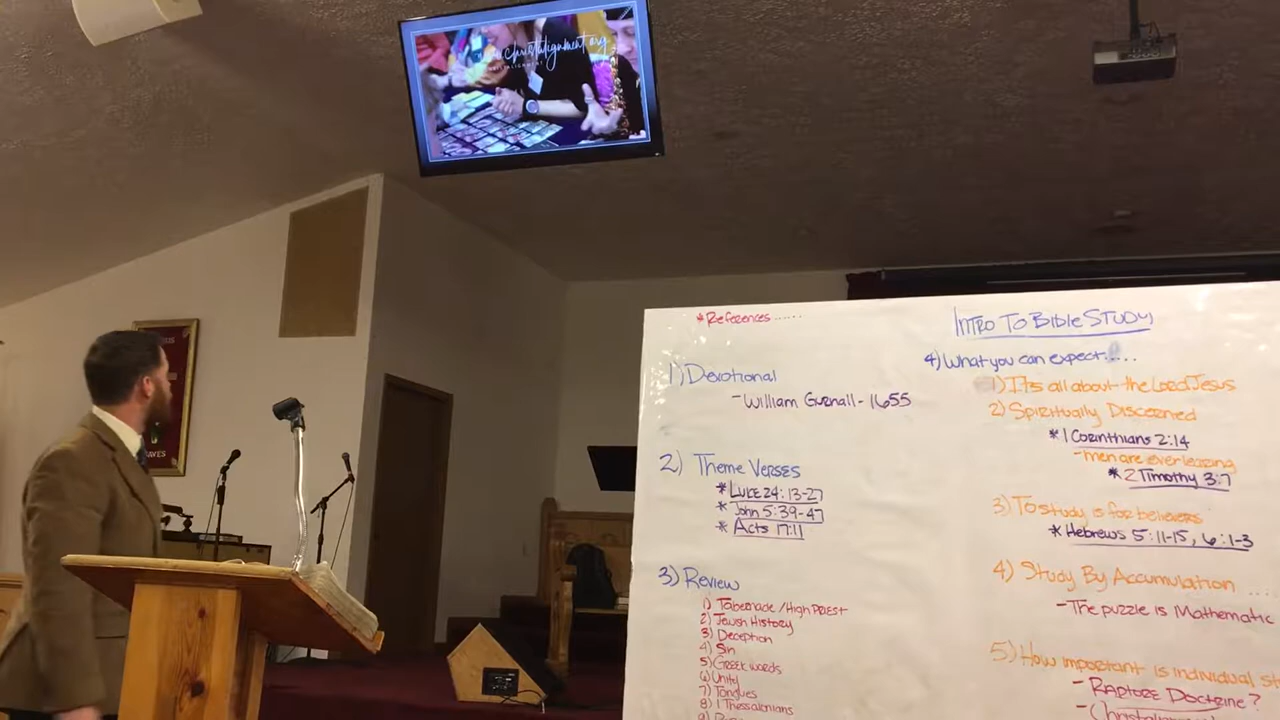 christalignment.org
*References......
INTRO TO BIBLE STUDY
1) Devotional
-William Gurnall - 1655
2) Theme Verses
* Luke 24: 13-27
* John 5:39-47
* Acts 17:11
3) Review
1) Tabernacle / High PRIEST
2) Jewish History
3) Deception
4) Sin
5) Greek words
6) Unity
7) Tongues
8) 1 Thessalonians
4) What you can expect.....
1) It's all about the Lord Jesus
2) Spiritually Discerned
* 1 Corinthians 2:14
-men are ever learing
* 2 Timothy 3:7
3) To study is for believers
* Hebrews 5:11-15, 6:1-3
4) Study By Accumulation ....
-The puzzle is Mathematic
5) How important is individual st
- Rapture Doctrine?